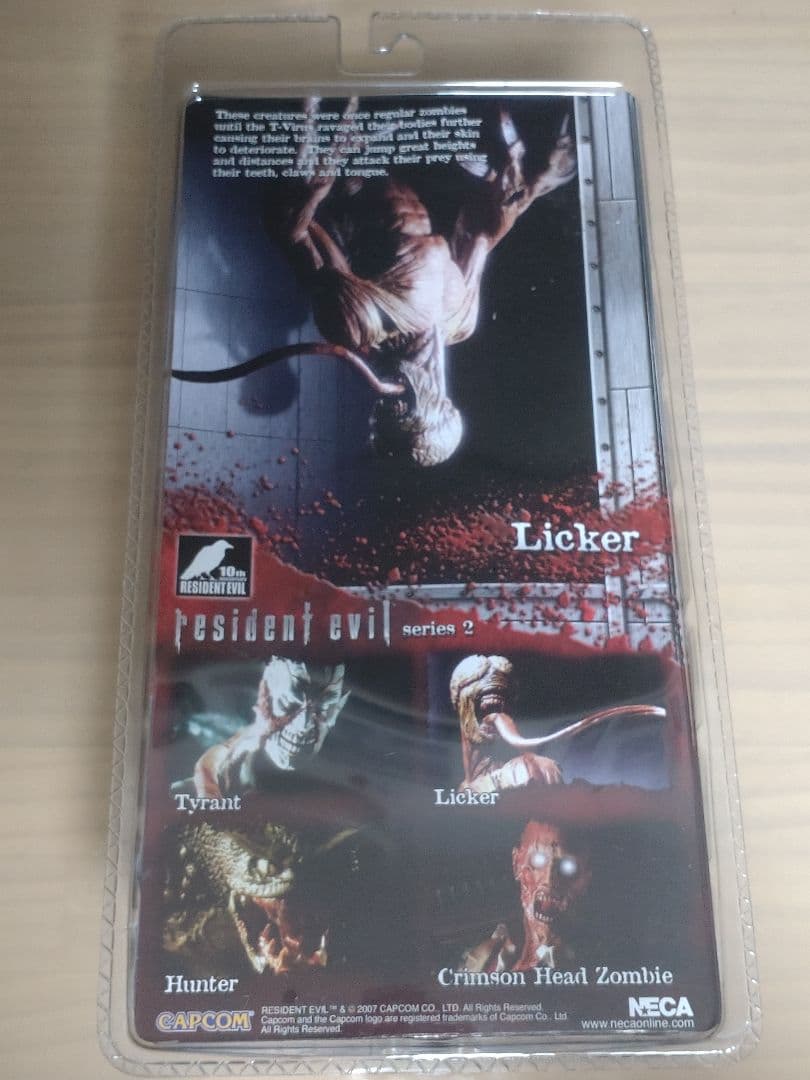 These creatures were once regular zombies
until the T-Virus ravaged their bodies further
causing their brains to expand and their skin
to deteriorate. They can jump great heights
and distances and they attack their prey using
their teeth, claws and tongue.
Licker
10th
ANNIVERSARY
RESIDENT EVIL
resident evil series 2
Tyrant
Licker
Hunter
Crimson Head Zombie
CAPCOM
RESIDENT EVIL™ & © 2007 CAPCOM CO., LTD. All Rights Reserved.
Capcom and the Capcom logo are registered trademarks of Capcom Co., Ltd.
All Rights Reserved.
NECA
www.necaonline.com